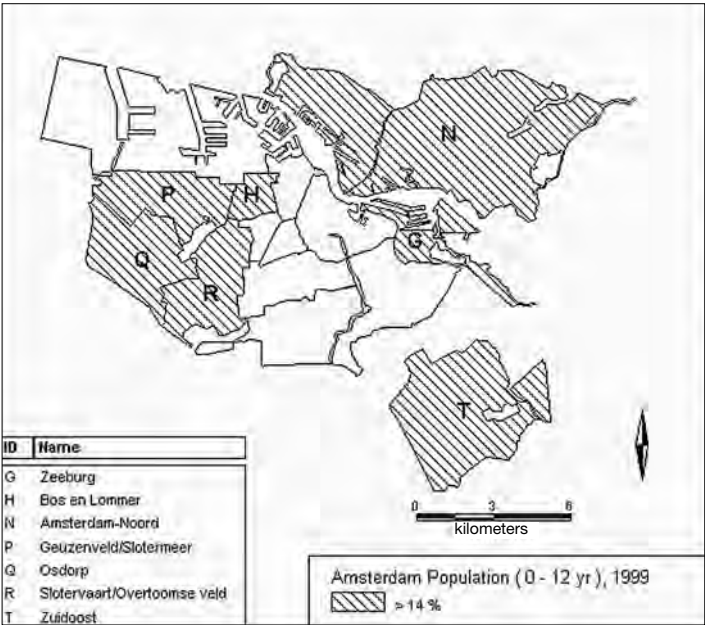 N
P
H
G
Q
R
T
ID Name
G Zeeburg
H Bos en Lommer
N Amsterdam-Noord
P Geuzenveld/Slotermeer
Q Osdorp
R Slotervaart/Overtoomse veld
T Zuidoost
0 3 6
kilometers
Amsterdam Population ( 0 - 12 yr ), 1999
> 14 %